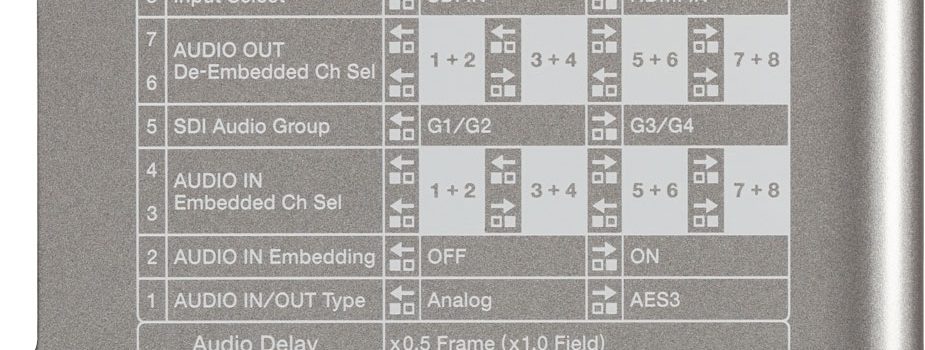 Input Select
7 AUDIO OUT
6 De-Embedded Ch Sel
1 + 2 3 + 4 5 + 6 7 + 8
5 SDI Audio Group G1/G2 G3/G4
4 AUDIO IN
3 Embedded Ch Sel
1 + 2 3 + 4 5 + 6 7 + 8
2 AUDIO IN Embedding OFF ON
1 AUDIO IN/OUT Type Analog AES3
Audio Delay x0.5 Frame (x1.0 Field)